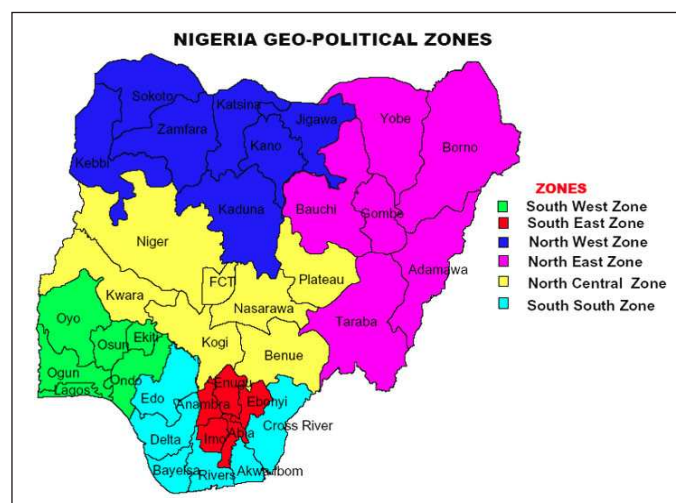 NIGERIA GEO-POLITICAL ZONES
Sokoto
Katsina
Jigawa
Yobe
Zamfara
Kano
Borno
Kebbi
Kaduna
Bauchi
Gombe
Niger
Adamawa
FCT
Plateau
Kwara
Nasarawa
Taraba
Oyo
Kogi
Benue
Osun
Ekiti
Ogun
Ondo
Lagos
Edo
Anambra
Enugu
Ebonyi
Cross River
Delta
Imo
Abia
Bayelsa
Rivers
Akwa-Ibom
ZONES
South West Zone
South East Zone
North West Zone
North East Zone
North Central Zone
South South Zone